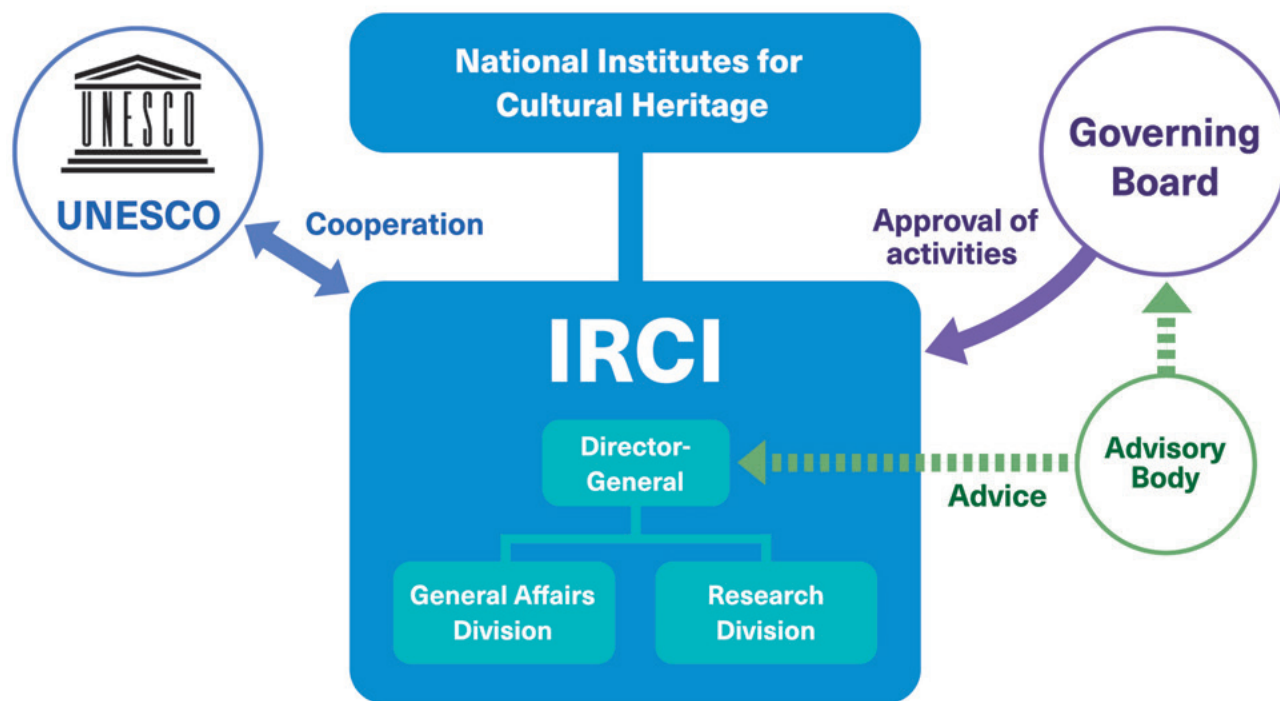 National Institutes for
Cultural Heritage
UNESCO
UNESCO
Cooperation
Governing
Board
Approval of
activities
IRCI
Director-
General
Advisory
Body
Advice
General Affairs
Division
Research
Division